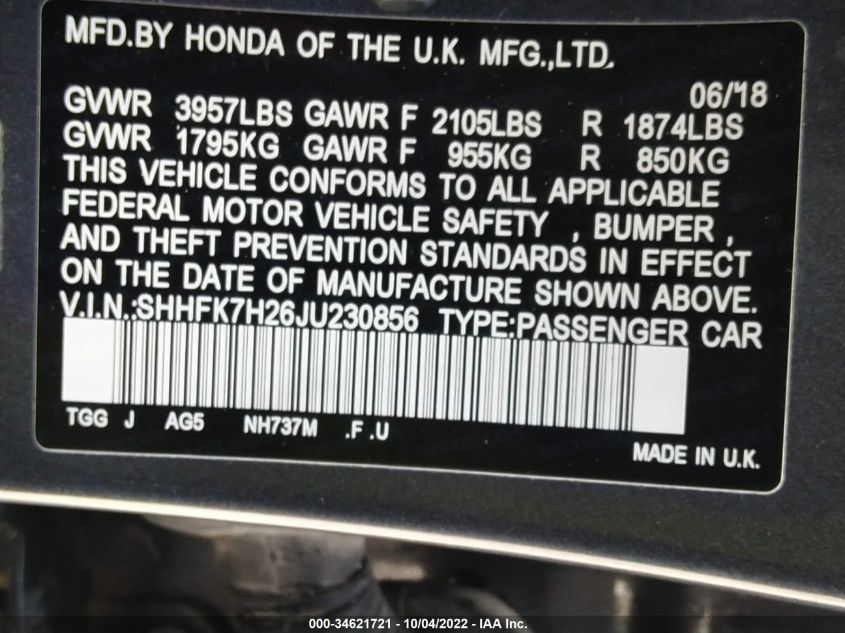 MFD.BY HONDA OF THE U.K. MFG.,LTD.
06/18
GVWR 3957LBS GAWR F 2105LBS R 1874LBS
GVWR 1795KG GAWR F 955KG R 850KG
THIS VEHICLE CONFORMS TO ALL APPLICABLE
FEDERAL MOTOR VEHICLE SAFETY , BUMPER ,
AND THEFT PREVENTION STANDARDS IN EFFECT
ON THE DATE OF MANUFACTURE SHOWN ABOVE.
V.I.N.:SHHFK7H26JU230856 TYPE:PASSENGER CAR
TGG J AG5 NH737M .F .U
MADE IN U.K.
000-34621721 - 10/04/2022 - IAA Inc.